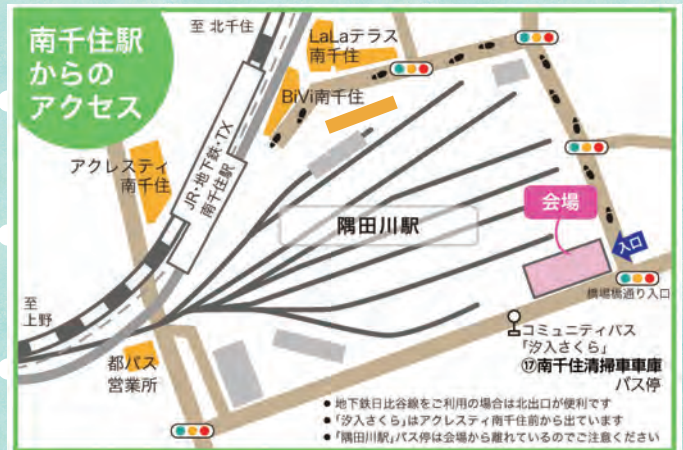 南千住駅
からの
アクセス
至 北千住
LaLaテラス
南千住
BiVi南千住
アクレスティ
南千住
JR・地下鉄・TX
南千住駅
隅田川駅
会場
入口
橋場橋通り入口
至
上野
都バス
営業所
コミュニティバス
「汐入さくら」
⑰南千住清掃車車庫
バス停
● 地下鉄日比谷線をご利用の場合は北出口が便利です
● 「汐入さくら」はアクレスティ南千住前から出ています
● 「隅田川駅」バス停は会場から離れているのでご注意ください